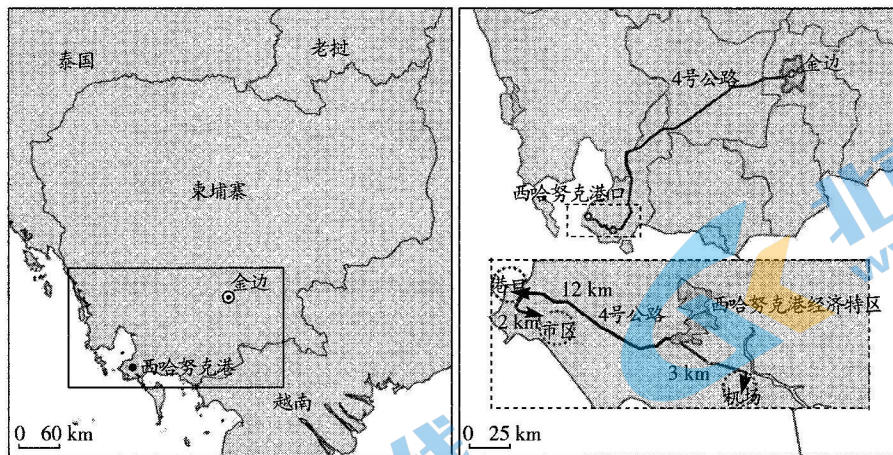 泰国
老挝
柬埔寨
金边
西哈努克港
越南
0 60 km
金边
4号公路
西哈努克港口
港口
12 km
4号公路
西哈努克港经济特区
2 km
市区
3 km
机场
0 25 km